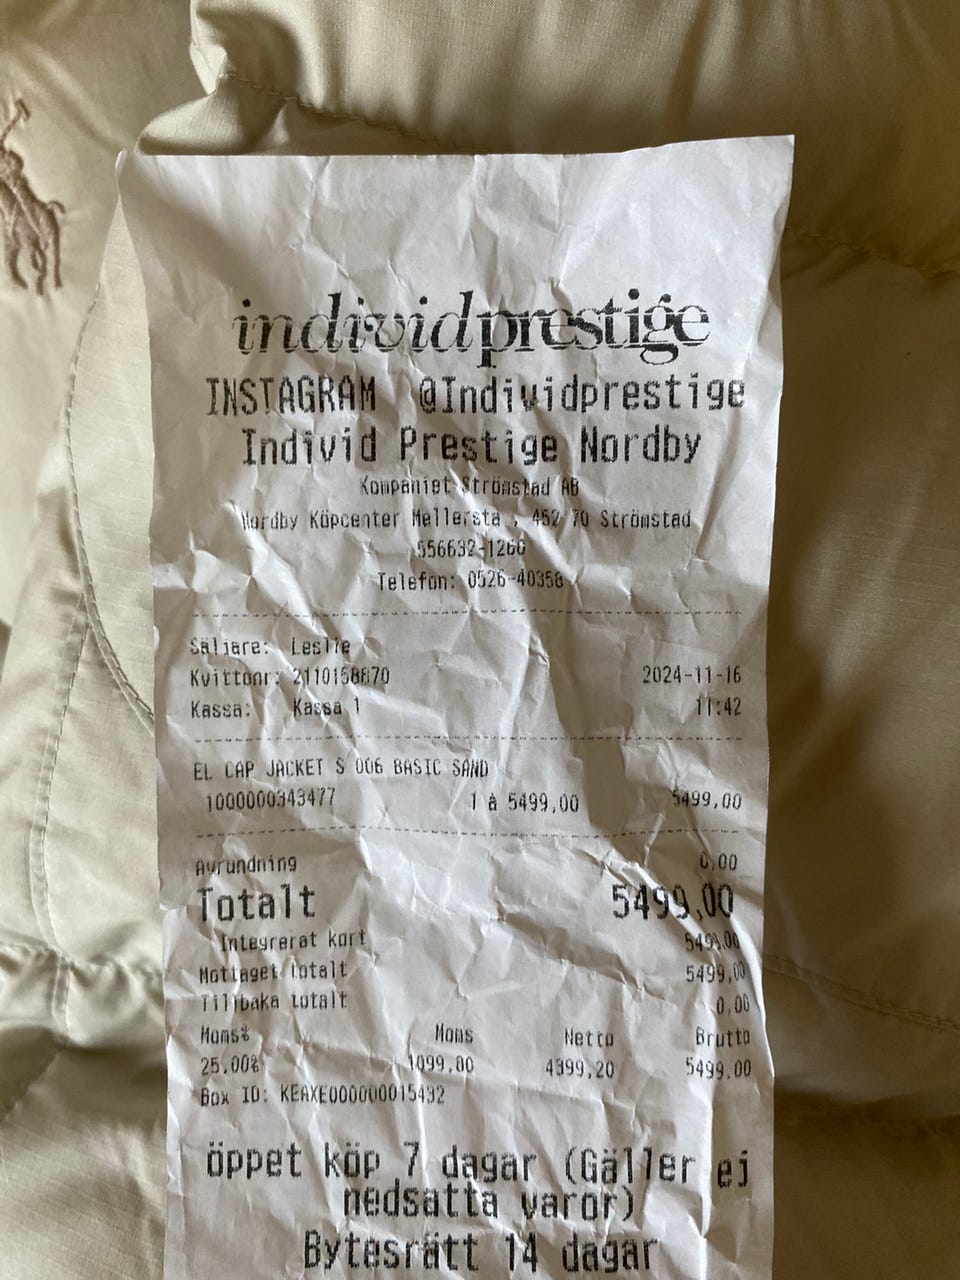 individprestige
INSTAGRAM @Individprestige
Individ Prestige Nordby
Kompaniet Strömstad AB
Nordby Köpcenter Mellersta , 452 70 Strömstad
556632-1260
Telefon: 0526-40358
Säljare: Leslie
Kvittonr: 2110158870 2024-11-16
Kassa: Kassa 1 11:42
EL CAP JACKET S 006 BASIC SAND
1000000343477 1 à 5499,00 5499,00
Avrundning 0,00
Totalt 5499,00
Integrerat kort 5499,00
Mottaget totalt 5499,00
Tillbaka totalt 0,00
Moms% Moms Netto Brutto
25.00% 1099,80 4399,20 5499,00
Box ID: KEAXE000000015432
öppet köp 7 dagar (Gäller ej
nedsatta varor)
Bytesrätt 14 dagar